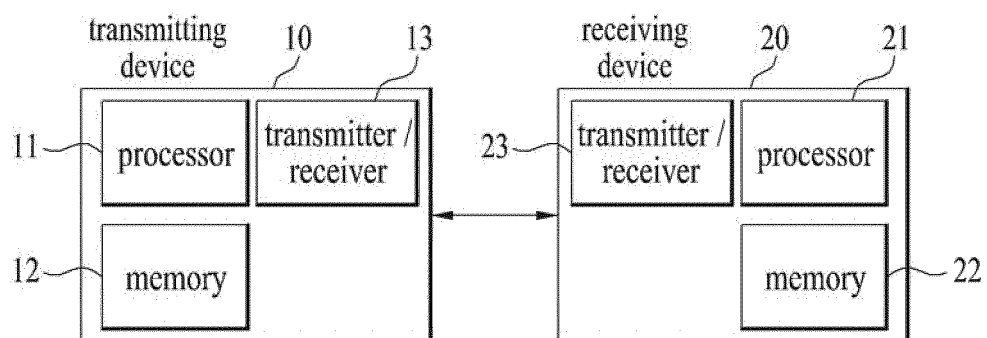 transmitting
device
10
13
receiving
device
20
21
11
processor
transmitter /
receiver
23
transmitter /
receiver
processor
12
memory
memory
22